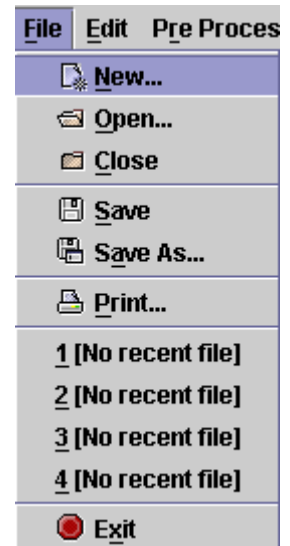 File Edit Pre Proces
New...
Open...
Close
Save
Save As...
Print...
1 [No recent file]
2 [No recent file]
3 [No recent file]
4 [No recent file]
Exit